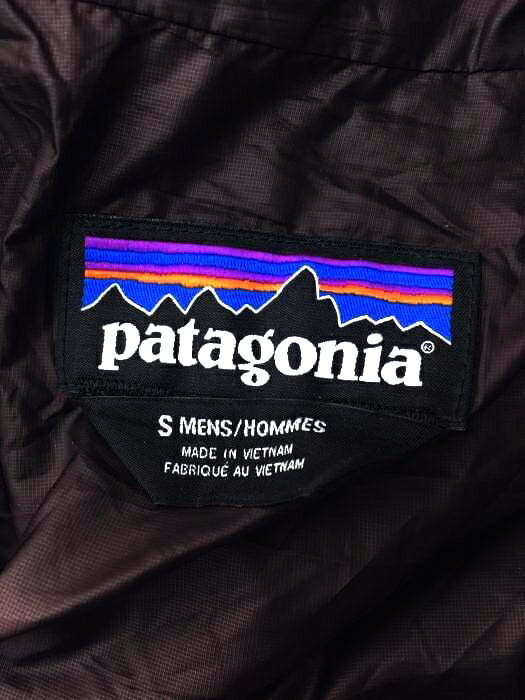 patagonia®
S MENS/HOMMES
MADE IN VIETNAM
FABRIQUÉ AU VIETNAM